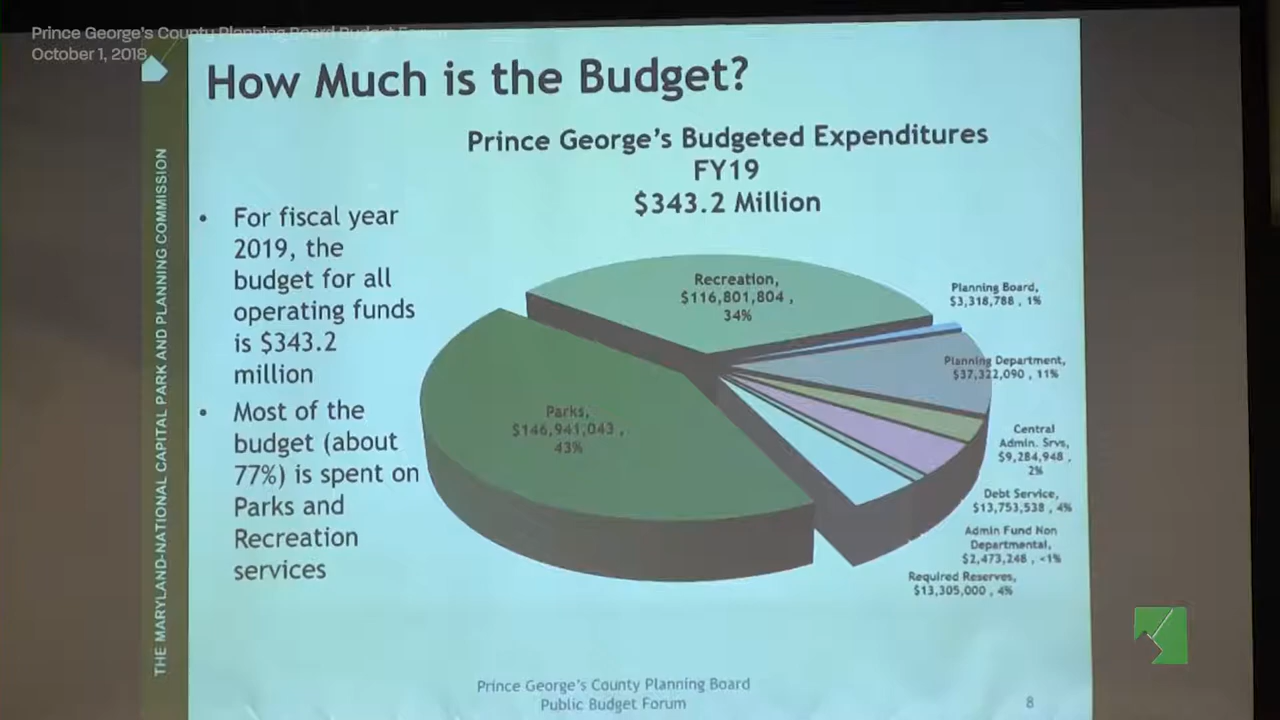 Prince George's County Planning Board Budget Forum
October 1, 2018
THE MARYLAND-NATIONAL CAPITAL PARK AND PLANNING COMMISSION
How Much is the Budget?
Prince George's Budgeted Expenditures
FY19
$343.2 Million
• For fiscal year
2019, the
budget for all
operating funds
is $343.2
million
• Most of the
budget (about
77%) is spent on
Parks and
Recreation
services
Recreation,
$116,801,804 ,
34%
Planning Board,
$3,318,788 , 1%
Planning Department,
$37,322,090 , 11%
Parks,
$146,941,043 ,
43%
Central
Admin. Srvs,
$9,284,948 ,
2%
Debt Service,
$13,753,538 , 4%
Admin Fund Non
Departmental,
$2,473,248 , <1%
Required Reserves,
$13,305,000 , 4%
Prince George's County Planning Board
Public Budget Forum
8